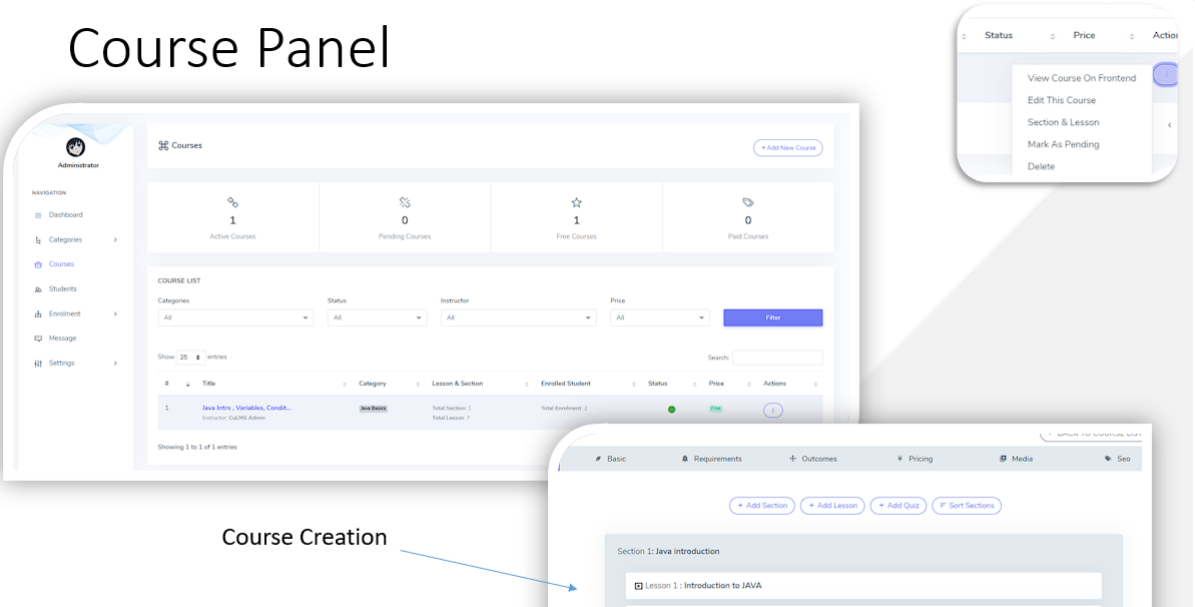 Course Panel
Status Price Action
View Course On Frontend
Edit This Course
Section & Lesson
Mark As Pending
Delete
Administrator
NAVIGATION
Dashboard
Categories
Courses
Students
Enrolment
Message
Settings
Courses
+ Add New Course
1 0 1 0
Active Courses Pending Courses Free Courses Paid Courses
COURSE LIST
Categories Status Instructor Price
All All All All Filter
Show 25 entries Search:
# Title Category Lesson & Section Enrolled Student Status Price Actions
1 Java Intro , Variables, Condit... Java Basics Total Section: 1 Total Enrolment: 2 Free
Instructor: CuLMS Admin Total Lesson: 7
Showing 1 to 1 of 1 entries
BACK TO COURSE LIST
Basic Requirements Outcomes Pricing Media Seo
+ Add Section + Add Lesson + Add Quiz Sort Sections
Course Creation
Section 1: Java introduction
Lesson 1 : Introduction to JAVA